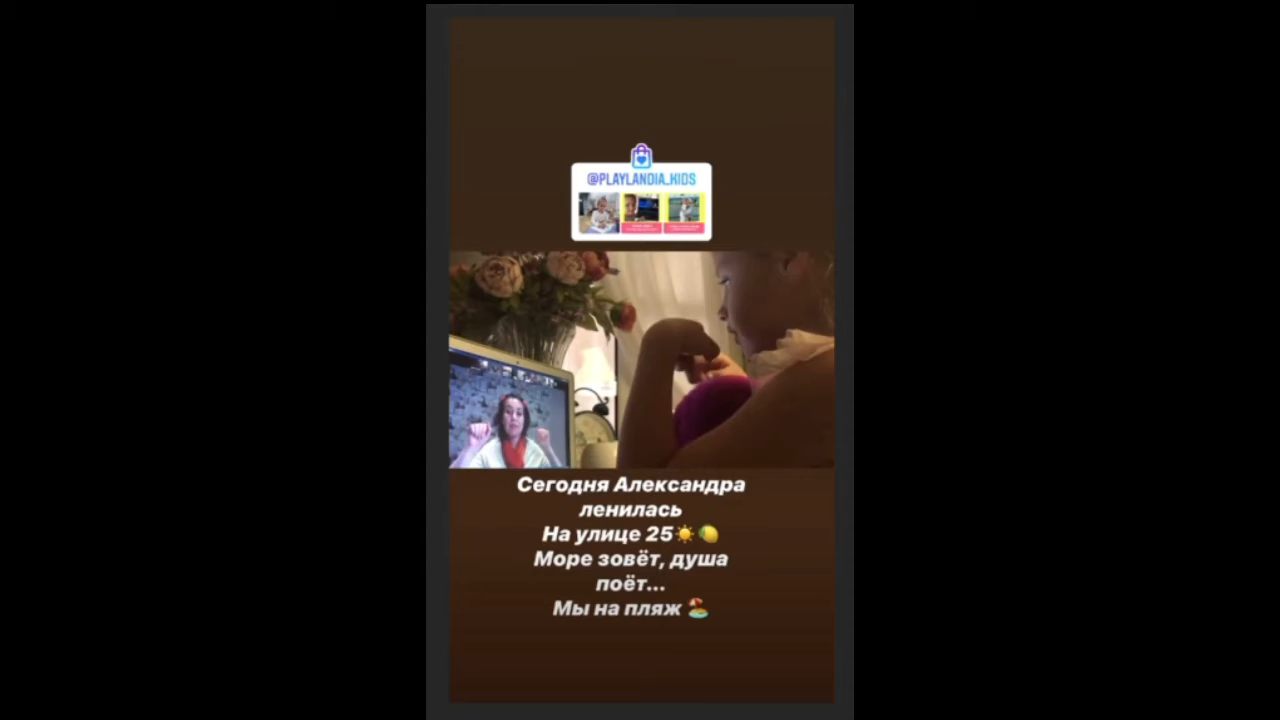 @PLAYLANDIA_KIDS
Сегодня Александра
ленилась
На улице 25☀️🍋
Море зовёт, душа
поёт...
Мы на пляж 🏖️